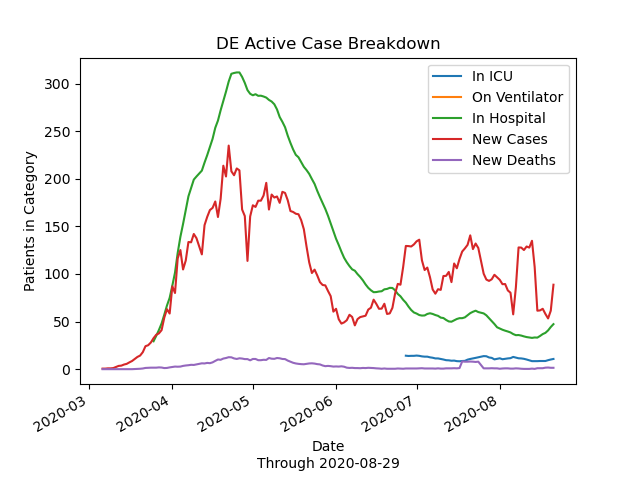 DE Active Case Breakdown
In ICU
On Ventilator
In Hospital
New Cases
New Deaths
Patients in Category
300
250
200
150
100
50
0
2020-03
2020-04
2020-05
2020-06
2020-07
2020-08
Date
Through 2020-08-29